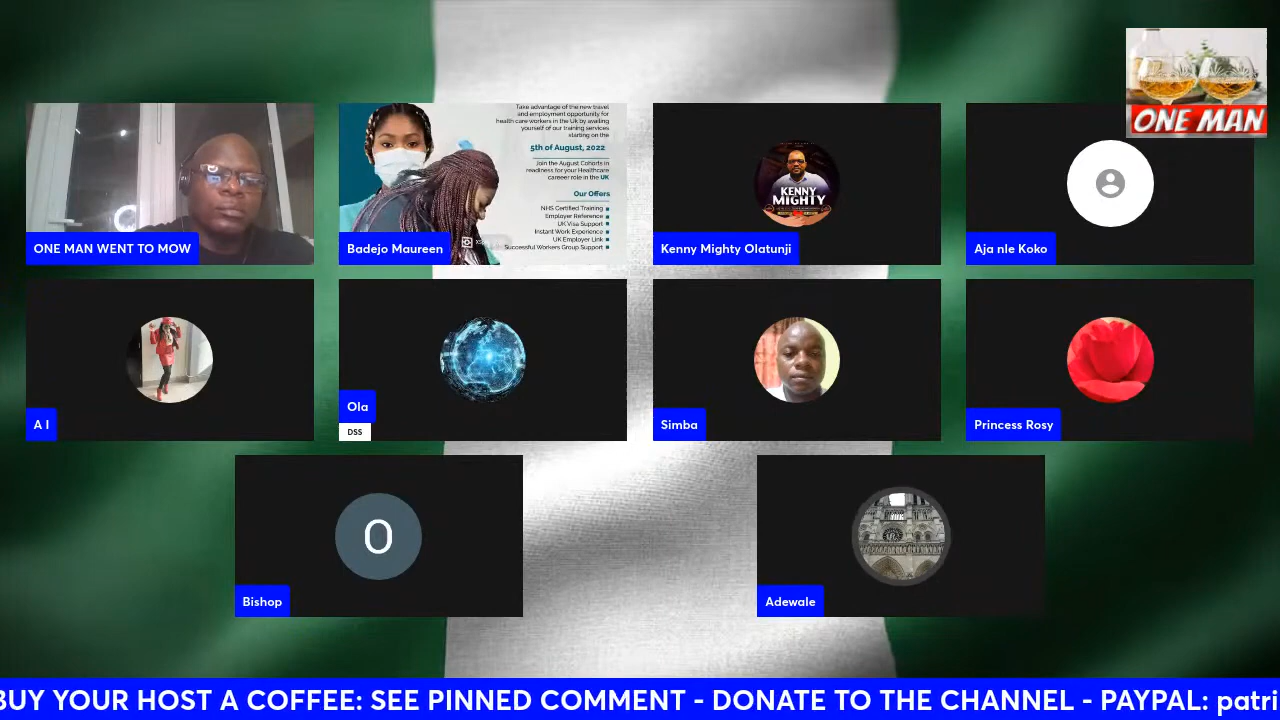 ONE MAN
ONE MAN WENT TO MOW
Take advantage of the new travel
and employment opportunity for
health care workers in the Uk by availing
yourself of our training services
starting on the
5th of August, 2022
Join the August Cohorts in
readiness for your Healthcare
careeer role in the UK
Our Offers
NHS Certified Training
Employer Reference
UK Visa Support
Instant Work Experience
UK Employer Link
Successful Workers Group Support
Badejo Maureen
KENNY
MIGHTY
Kenny Mighty Olatunji
Aja nle Koko
A I
Ola
DSS
Simba
Princess Rosy
O
Bishop
Adewale
BUY YOUR HOST A COFFEE: SEE PINNED COMMENT - DONATE TO THE CHANNEL - PAYPAL: patri